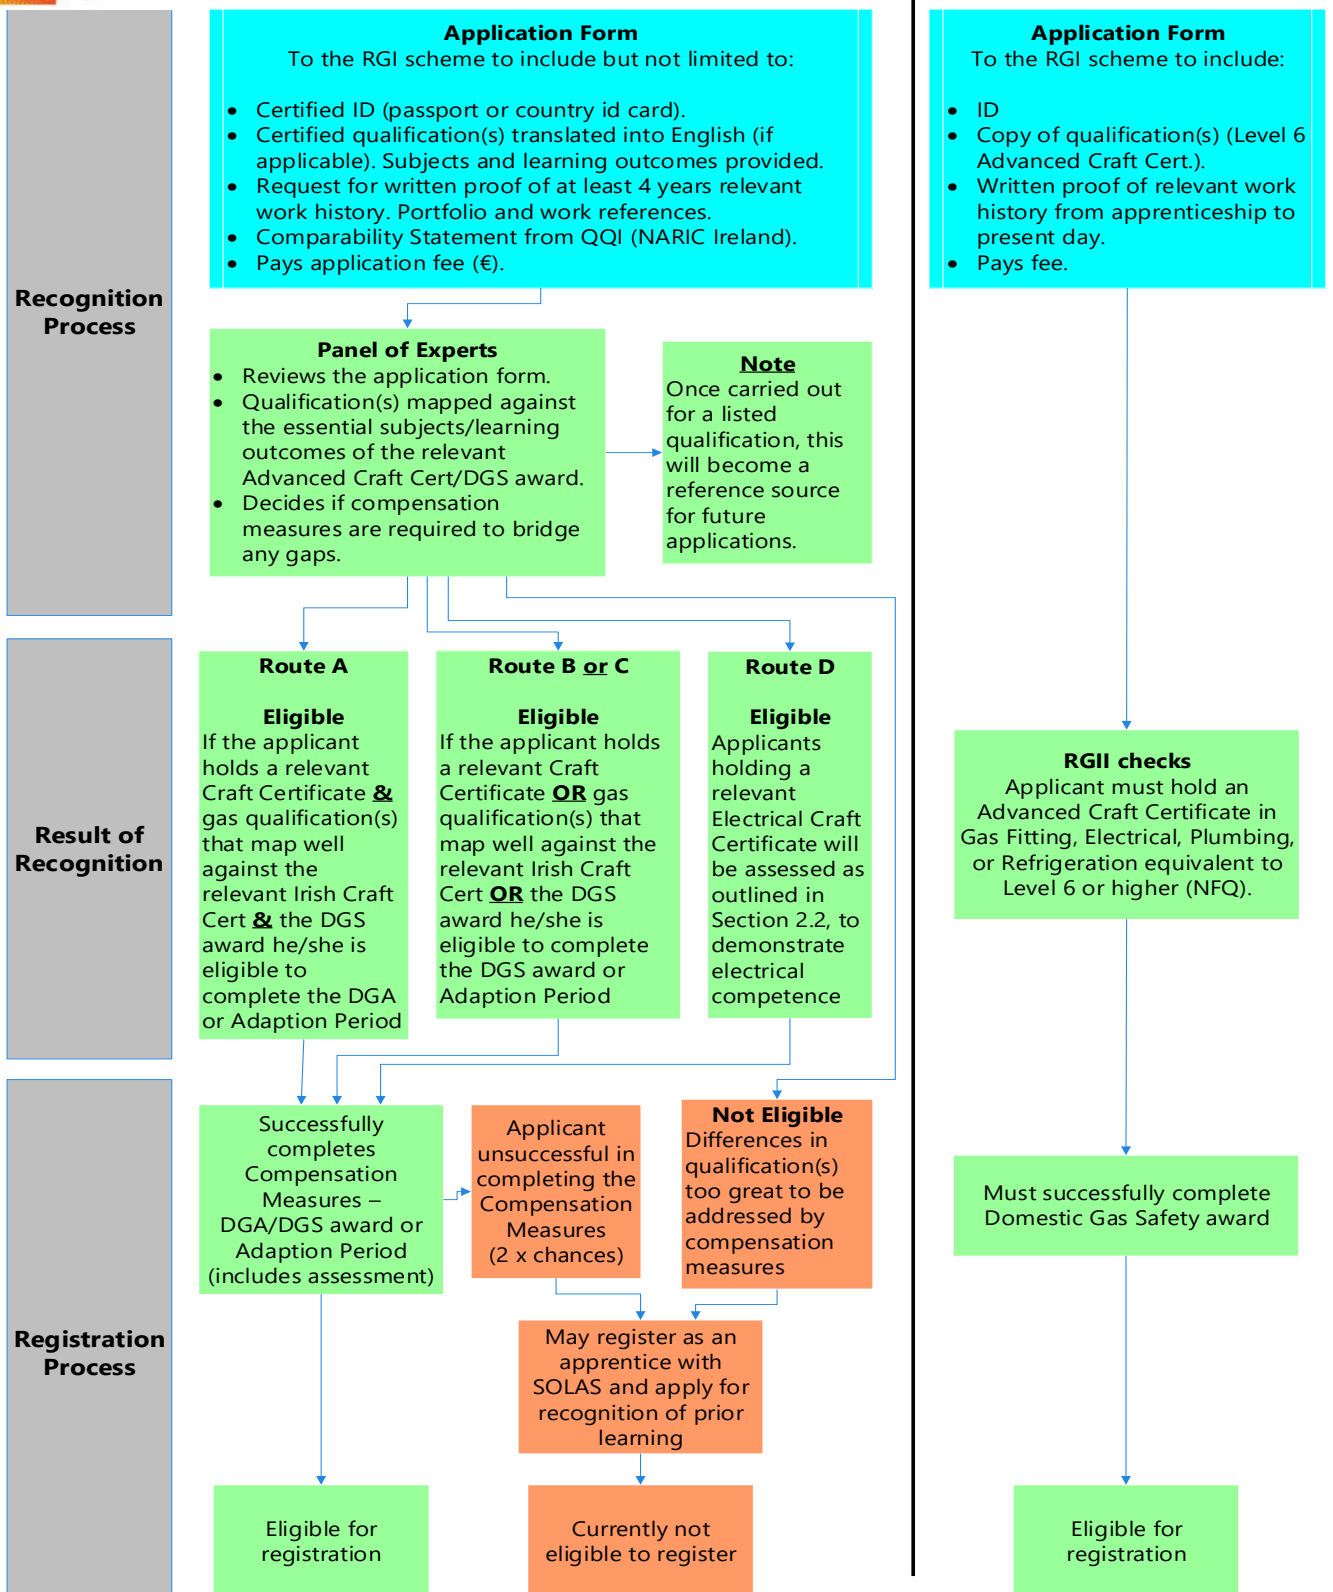 Recognition
Process
Application Form
To the RGI scheme to include but not limited to:
• Certified ID (passport or country id card).
• Certified qualification(s) translated into English (if
applicable). Subjects and learning outcomes provided.
• Request for written proof of at least 4 years relevant
work history. Portfolio and work references.
• Comparability Statement from QQI (NARIC Ireland).
• Pays application fee (€).
Panel of Experts
• Reviews the application form.
• Qualification(s) mapped against
the essential subjects/learning
outcomes of the relevant
Advanced Craft Cert/DGS award.
• Decides if compensation
measures are required to bridge
any gaps.
Note
Once carried out
for a listed
qualification, this
will become a
reference source
for future
applications.
Result of
Recognition
Route A
Eligible
If the applicant
holds a relevant
Craft Certificate &
gas qualification(s)
that map well
against the
relevant Irish Craft
Cert & the DGS
award he/she is
eligible to
complete the DGA
or Adaption Period
Route B or C
Eligible
If the applicant holds
a relevant Craft
Certificate OR gas
qualification(s) that
map well against the
relevant Irish Craft
Cert OR the DGS
award he/she is
eligible to complete
the DGS award or
Adaption Period
Route D
Eligible
Applicants
holding a
relevant
Electrical Craft
Certificate will
be assessed as
outlined in
Section 2.2, to
demonstrate
electrical
competence
Registration
Process
Successfully
completes
Compensation
Measures –
DGA/DGS award or
Adaption Period
(includes assessment)
Applicant
unsuccessful in
completing the
Compensation
Measures
(2 x chances)
Not Eligible
Differences in
qualification(s)
too great to be
addressed by
compensation
measures
May register as an
apprentice with
SOLAS and apply for
recognition of prior
learning
Eligible for
registration
Currently not
eligible to register
Application Form
To the RGI scheme to include:
• ID
• Copy of qualification(s) (Level 6
Advanced Craft Cert.).
• Written proof of relevant work
history from apprenticeship to
present day.
• Pays fee.
RGII checks
Applicant must hold an
Advanced Craft Certificate in
Gas Fitting, Electrical, Plumbing,
or Refrigeration equivalent to
Level 6 or higher (NFQ).
Must successfully complete
Domestic Gas Safety award
Eligible for
registration